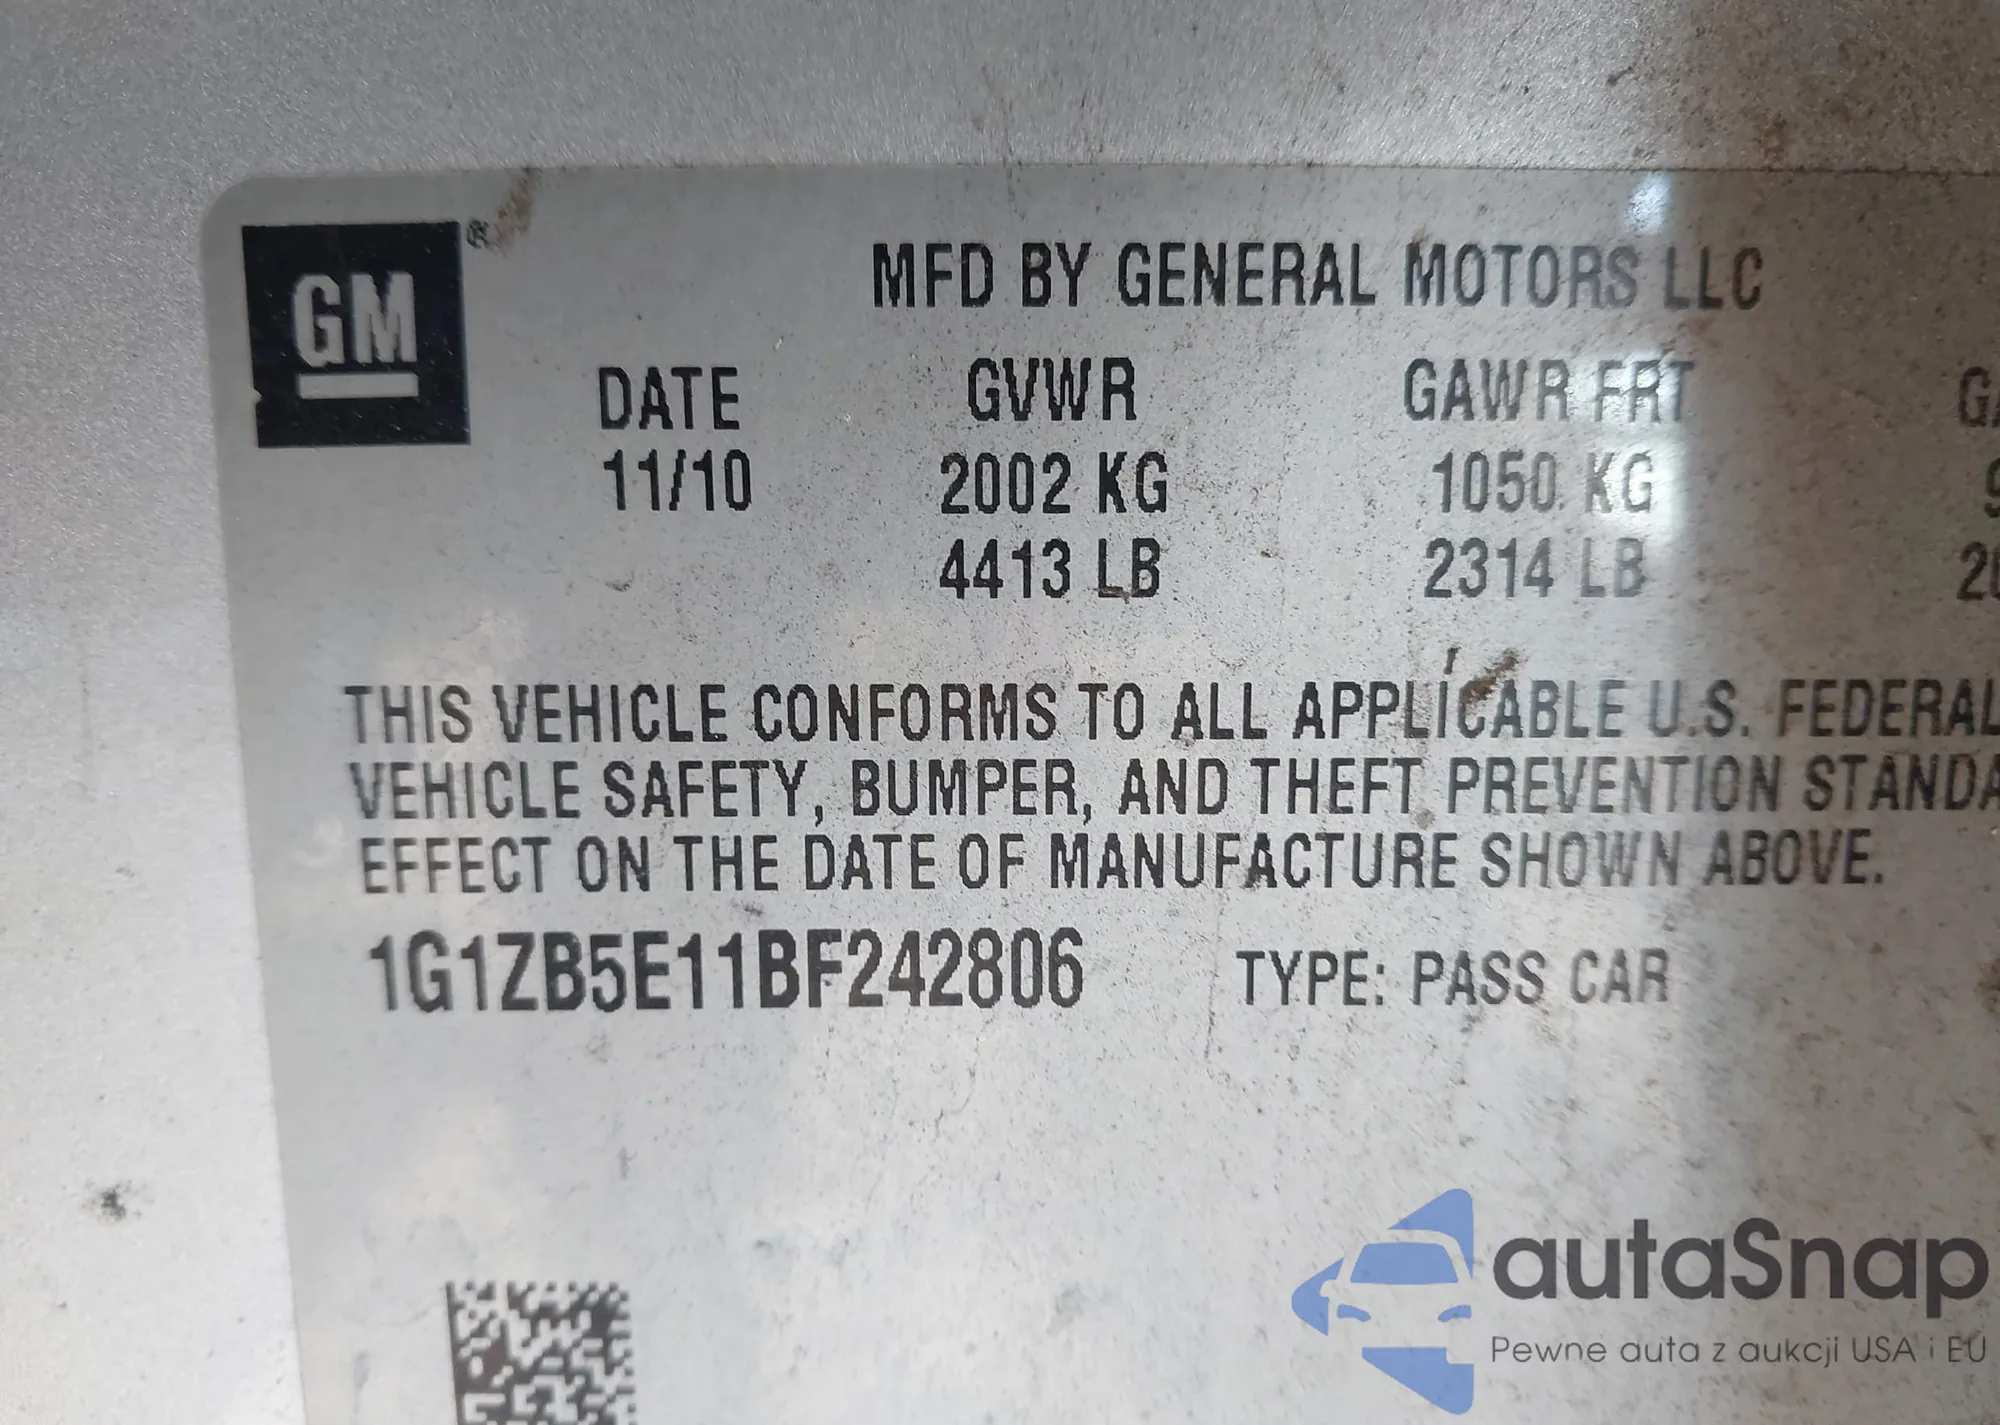 GM ®
MFD BY GENERAL MOTORS LLC
DATE GVWR GAWR FRT
11/10 2002 KG 1050 KG
4413 LB 2314 LB
THIS VEHICLE CONFORMS TO ALL APPLICABLE U.S. FEDERAL
VEHICLE SAFETY, BUMPER, AND THEFT PREVENTION STANDA
EFFECT ON THE DATE OF MANUFACTURE SHOWN ABOVE.
1G1ZB5E11BF242806 TYPE: PASS CAR
autaSnap
Pewne auta z aukcji USA i EU